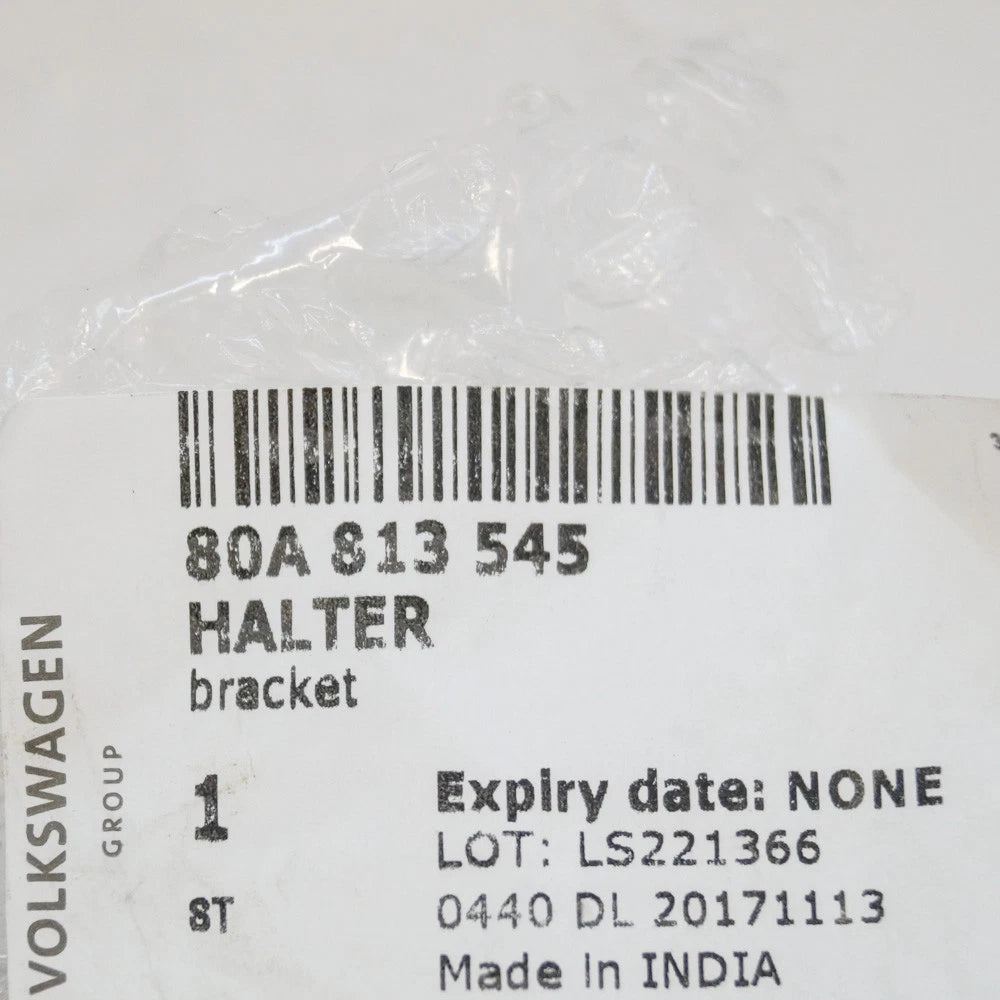 80A 813 545
HALTER
bracket
1
Expiry date: NONE
LOT: LS221366
ST
0440 DL 20171113
Made in INDIA
VOLKSWAGEN
GROUP